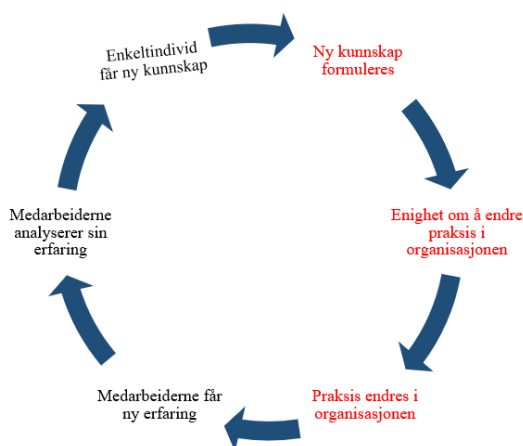 Enkeltindivid
får ny kunnskap
Ny kunnskap
formuleres
Enighet om å endre
praksis i
organisasjonen
Praksis endres i
organisasjonen
Medarbeiderne får
ny erfaring
Medarbeiderne
analyserer sin
erfaring